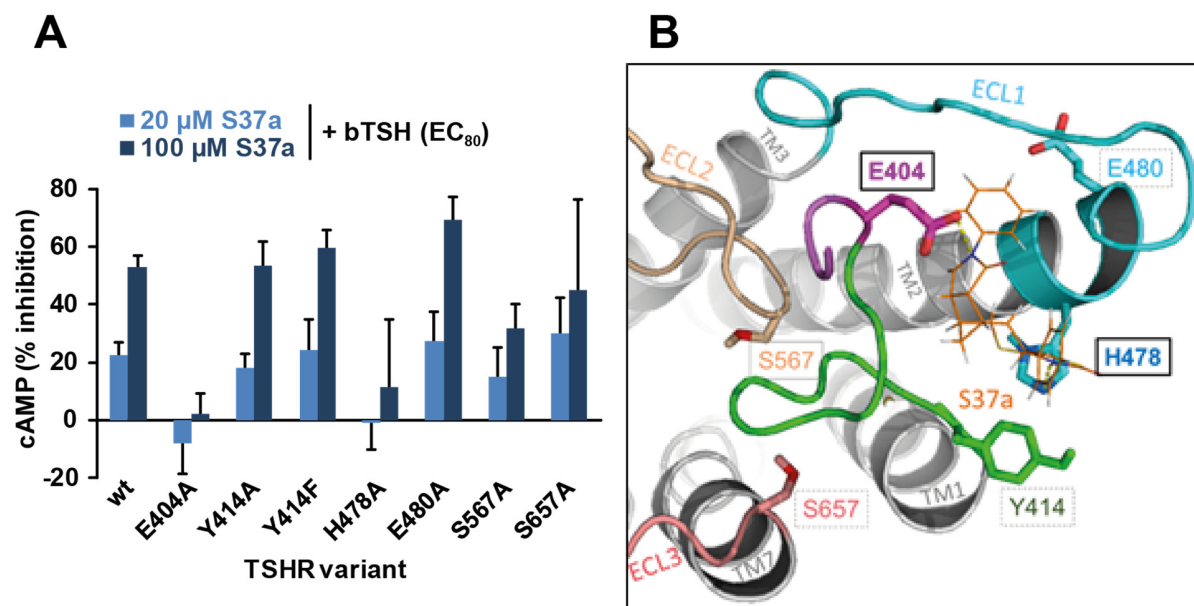 A
20 µM S37a
100 µM S37a
+ bTSH (EC80)
cAMP (% inhibition)
80
60
40
20
0
-20
wt
E404A
Y414A
Y414F
H478A
E480A
S567A
S657A
TSHR variant
B
ECL1
TM3
ECL2
E404
E480
TM2
S567
H478
S37a
TM1
Y414
S657
ECL3
TM7